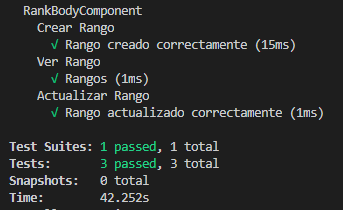 RankBodyComponent
Crear Rango
√ Rango creado correctamente (15ms)
Ver Rango
√ Rangos (1ms)
Actualizar Rango
√ Rango actualizado correctamente (1ms)
Test Suites: 1 passed, 1 total
Tests: 3 passed, 3 total
Snapshots: 0 total
Time: 42.252s